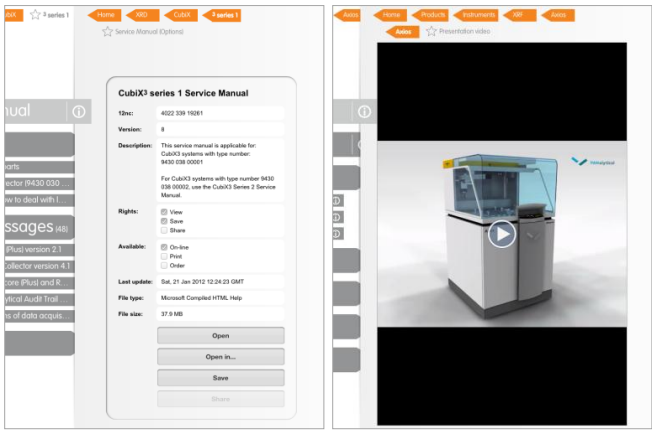 CubiX
3 series 1
Home
XRD
CubiX
3 series 1
Service Manual (Options)
CubiX3 series 1 Service Manual
12nc:
4022 339 19261
Version:
8
Description:
This service manual is applicable for:
CubiX3 systems with type number:
9430 038 00001
For CubiX3 systems with type number 9430
038 00002, use the CubiX3 Series 2 Service
Manual.
Rights:
View
Save
Share
Available:
On-line
Print
Order
Last update:
Sat, 21 Jan 2012 12:24:23 GMT
File type:
Microsoft Compiled HTML Help
File size:
37.9 MB
Open
Open in...
Save
Share
nual
arts
ector (9430 030 ...
ow to deal with I...
ssages (48)
(Plus) version 2.1
Collector version 4.1
core (Plus) and R...
ytical Audit Trail ...
ns of data acquis...
Axios
Home
Products
Instruments
XRF
Axios
Axios
Presentation video
PANalytical